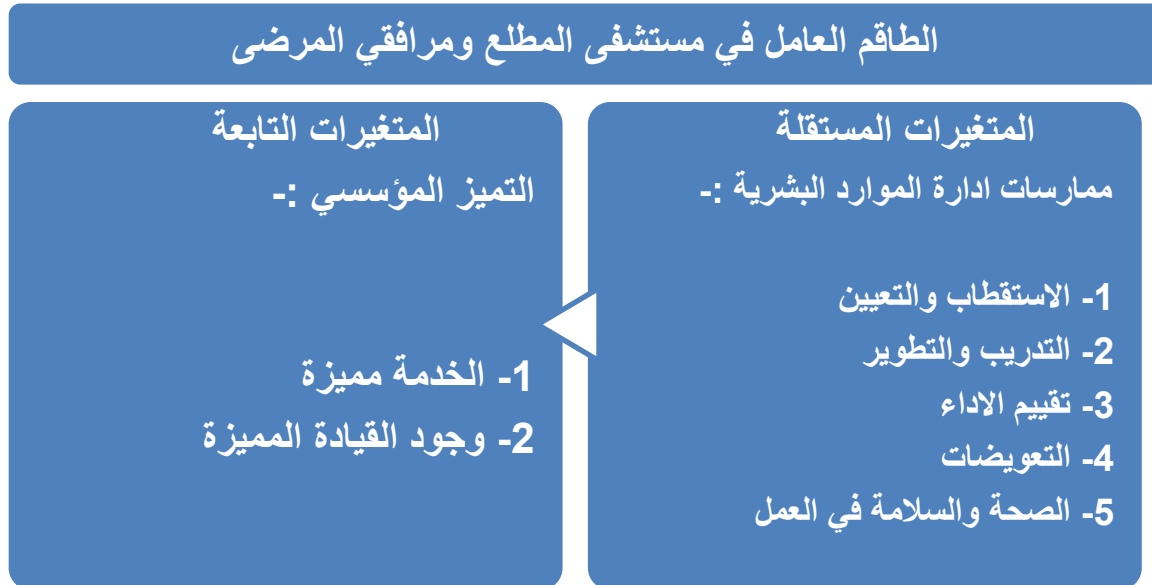 الطاقم العامل في مستشفى المطلع ومرافقي المرضى
المتغيرات المستقلة
ممارسات ادارة الموارد البشرية :-
1- الاستقطاب والتعيين
2- التدريب والتطوير
3- تقييم الاداء
4- التعويضات
5- الصحة والسلامة في العمل
المتغيرات التابعة
التميز المؤسسي :-
1- الخدمة مميزة
2- وجود القيادة المميزة